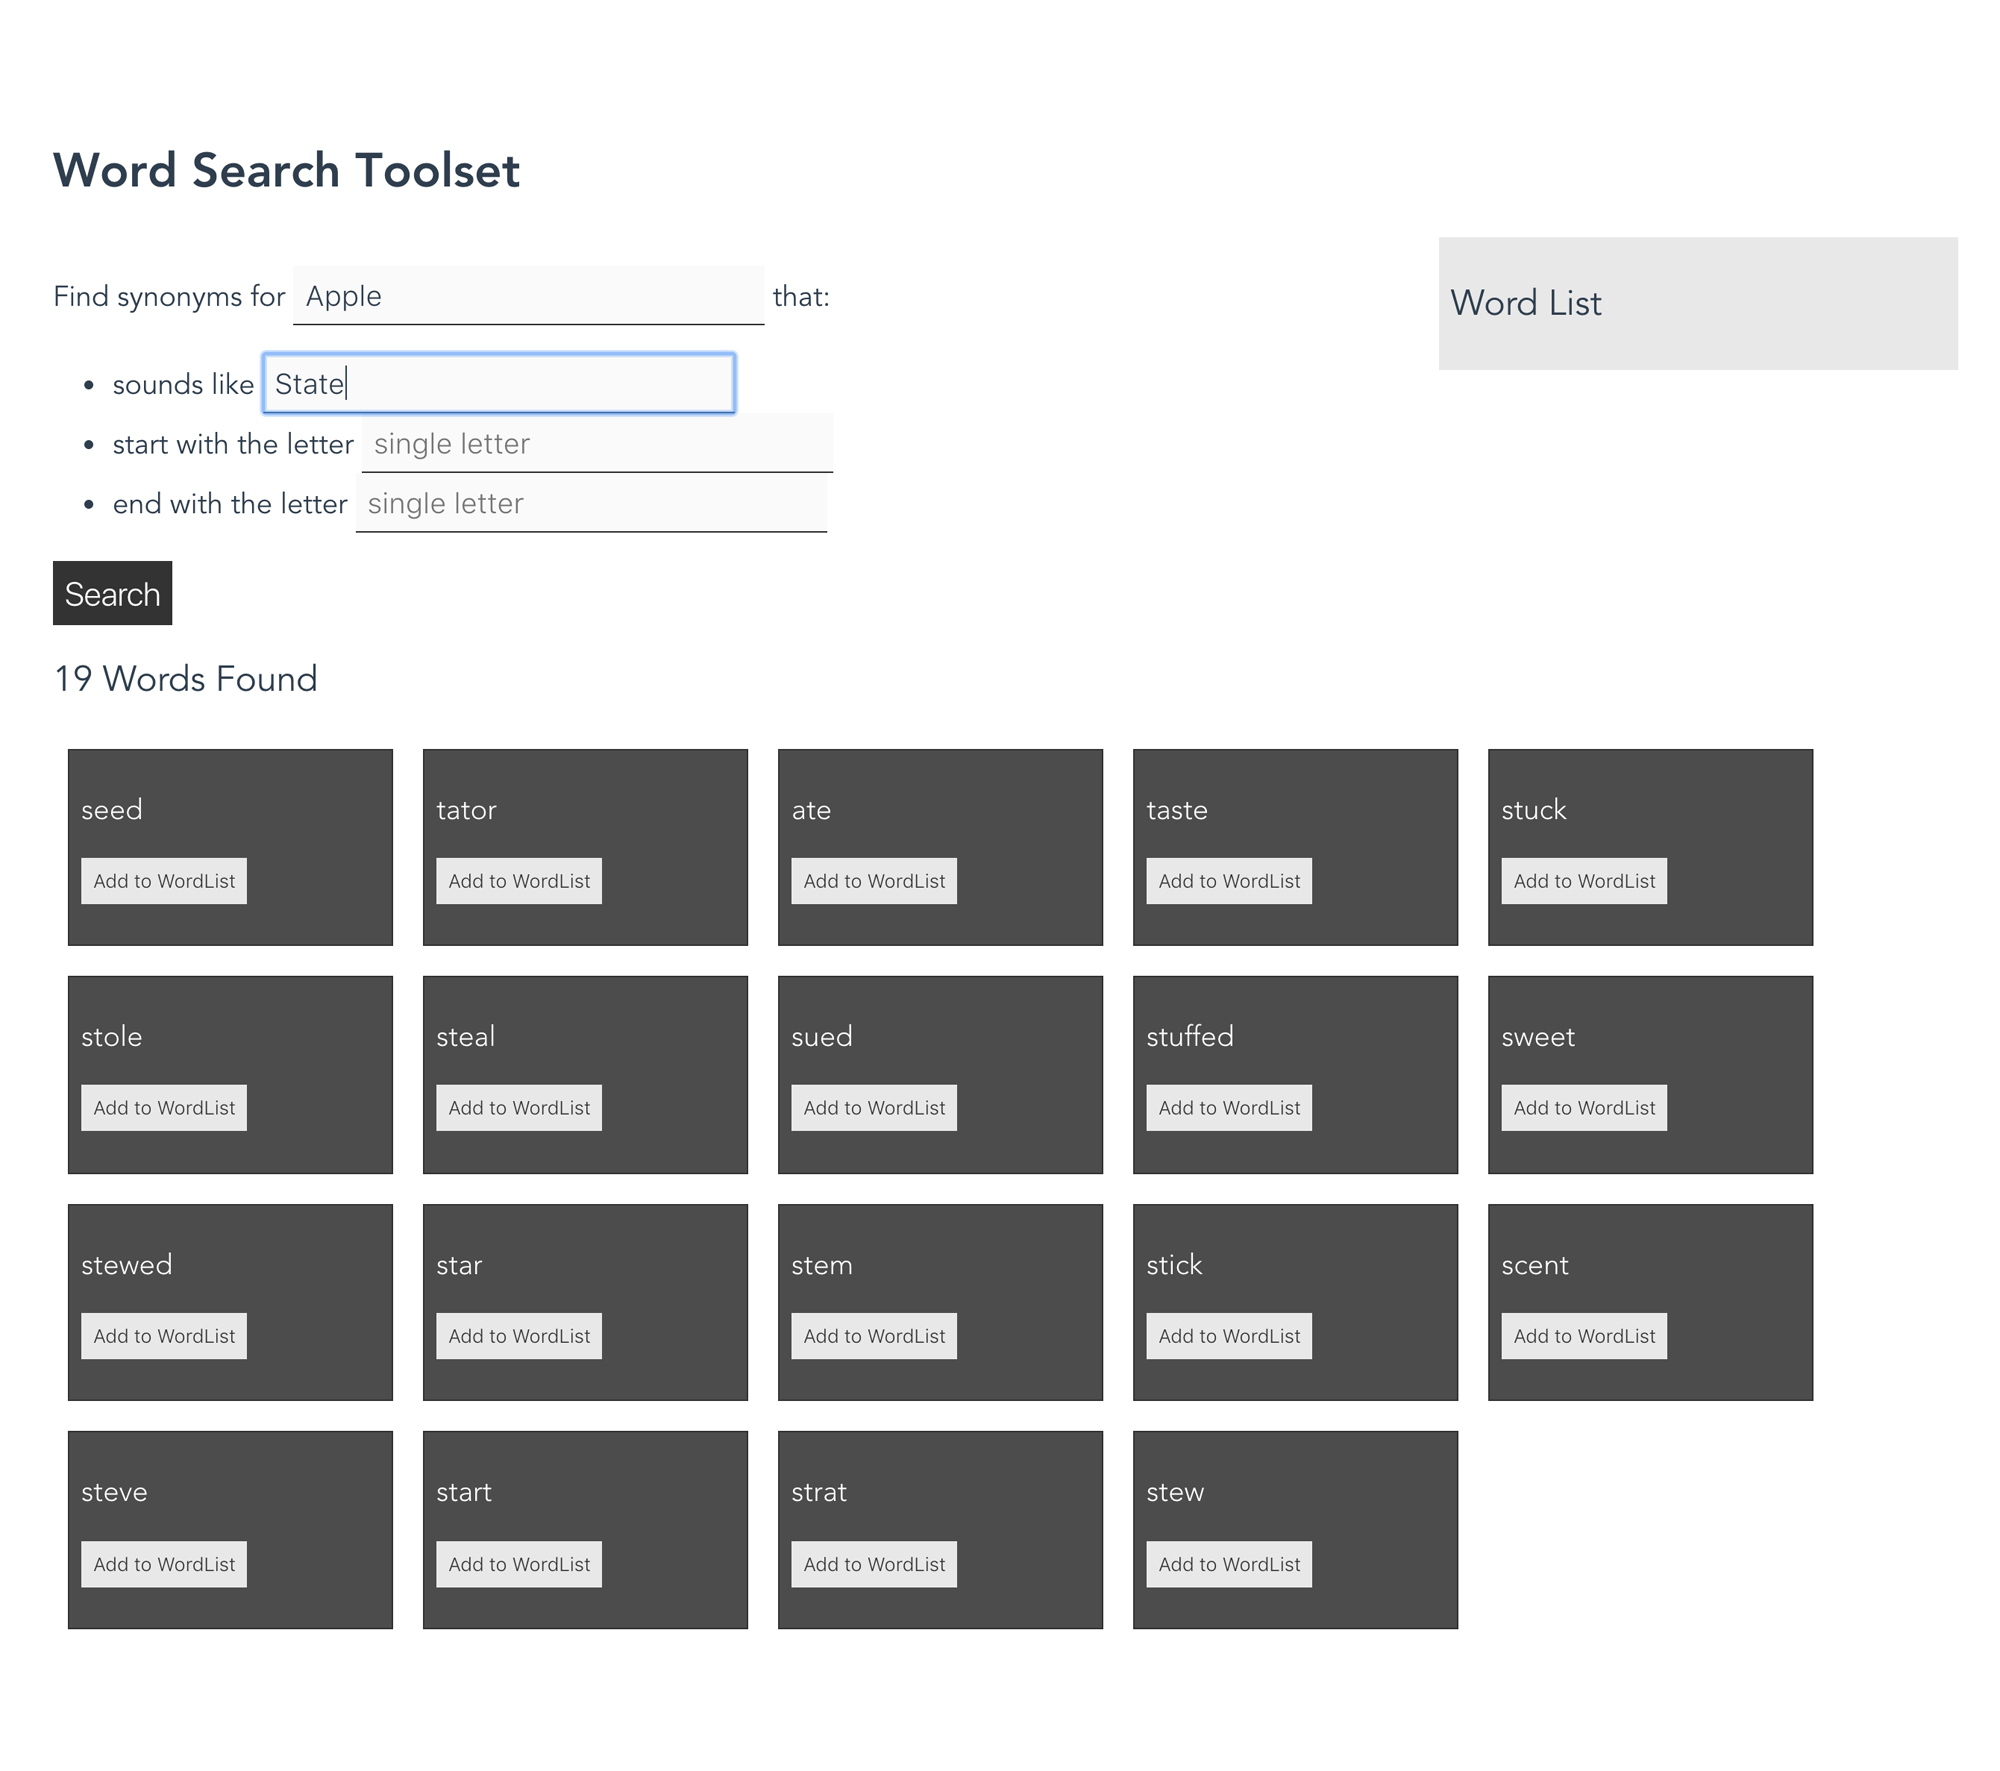 Word Search Toolset
Find synonyms for Apple that:
Word List
• sounds like State
• start with the letter single letter
• end with the letter single letter
Search
19 Words Found
seed tator ate taste stuck
Add to WordList Add to WordList Add to WordList Add to WordList Add to WordList
stole steal sued stuffed sweet
Add to WordList Add to WordList Add to WordList Add to WordList Add to WordList
stewed star stem stick scent
Add to WordList Add to WordList Add to WordList Add to WordList Add to WordList
steve start strat stew
Add to WordList Add to WordList Add to WordList Add to WordList